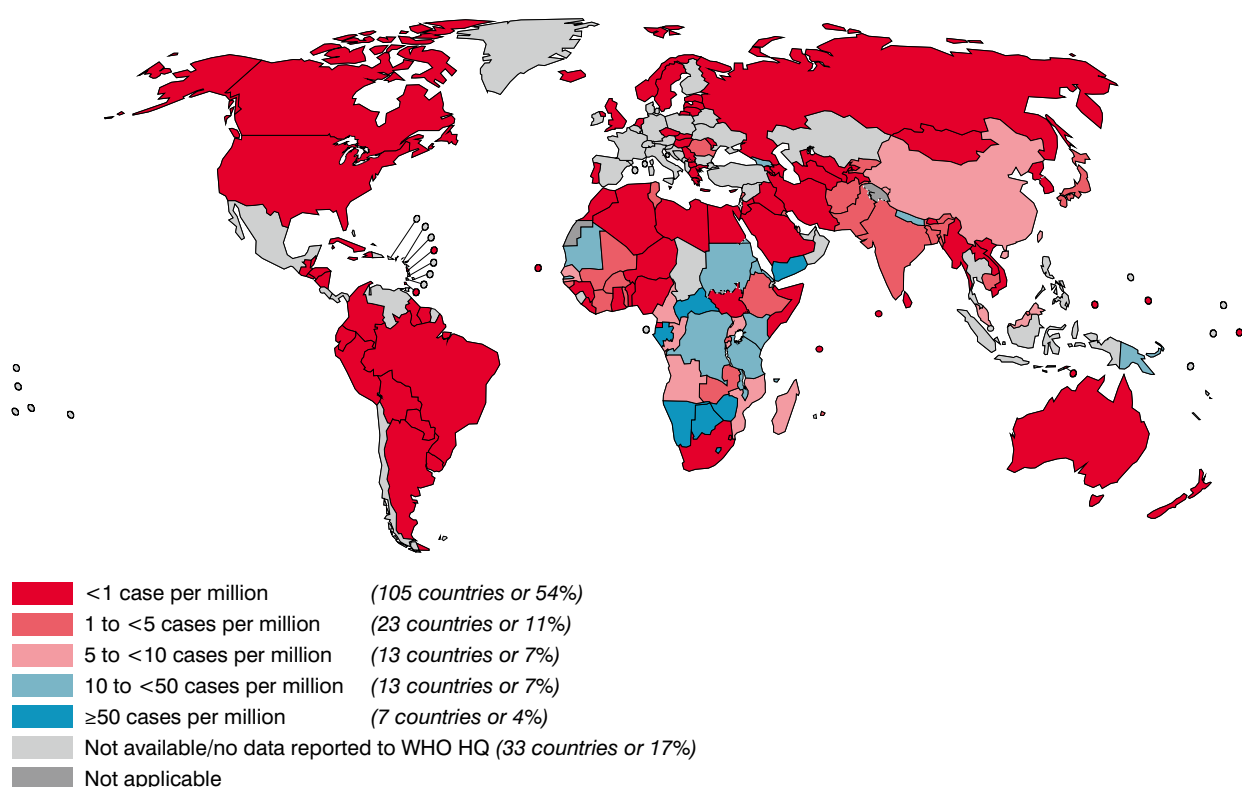 <1 case per million (105 countries or 54%)
1 to <5 cases per million (23 countries or 11%)
5 to <10 cases per million (13 countries or 7%)
10 to <50 cases per million (13 countries or 7%)
≥50 cases per million (7 countries or 4%)
Not available/no data reported to WHO HQ (33 countries or 17%)
Not applicable